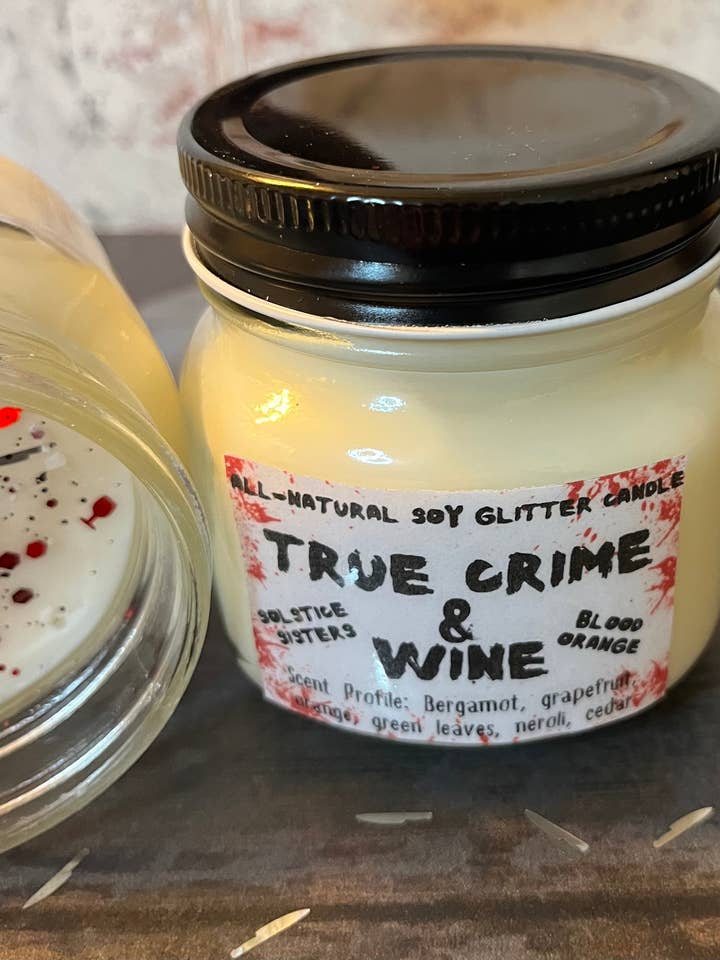 ALL-NATURAL SOY GLITTER CANDLE
TRUE CRIME
&
WINE
SOLSTICE
SISTERS
BLOOD
ORANGE
Scent Profile: Bergamot, grapefruit,
orange, green leaves, neroli, cedar